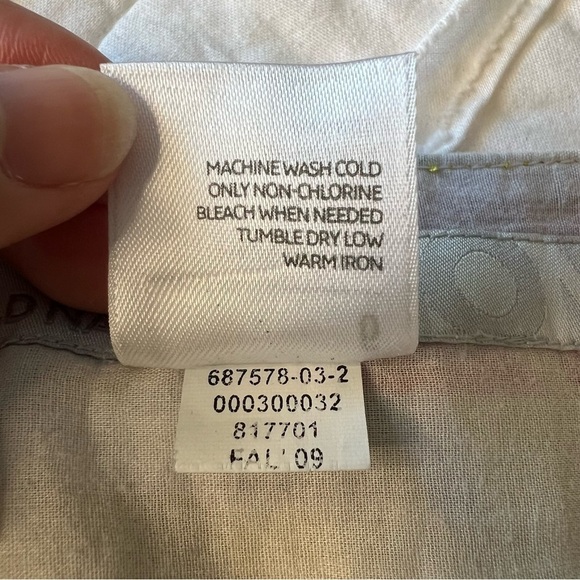 MACHINE WASH COLD
ONLY NON-CHLORINE
BLEACH WHEN NEEDED
TUMBLE DRY LOW
WARM IRON
687578-03-2
000300032
817701
FAL' 09